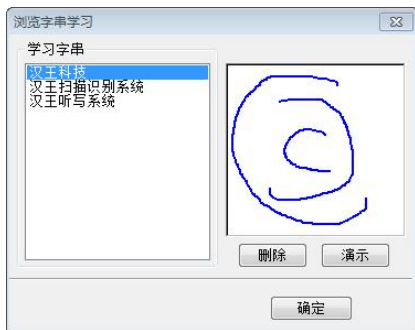 浏览字串学习
学习字串
汉王科技
汉王扫描识别系统
汉王听写系统
删除
演示
确定